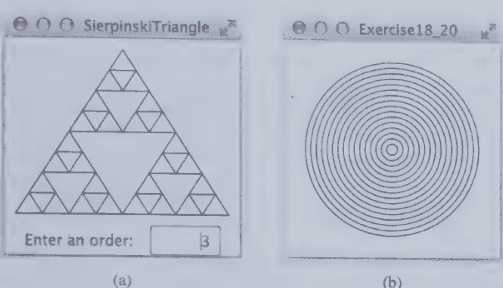 SierpinskiTriangle
Exercise18_20
Enter an order: 3
(a)
(b)